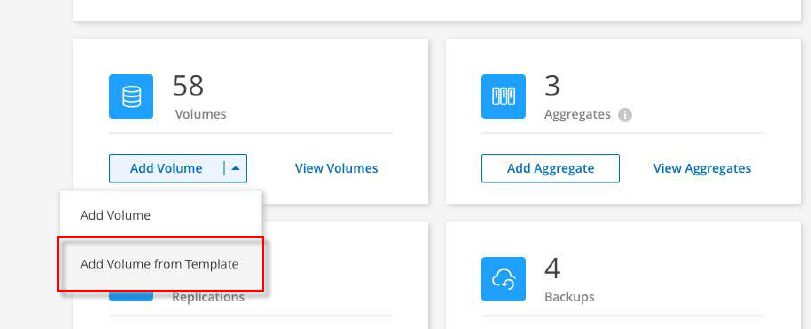 58
Volumes
Add Volume
View Volumes
3
Aggregates i
Add Aggregate
View Aggregates
Add Volume
Add Volume from Template
Replications
4
Backups